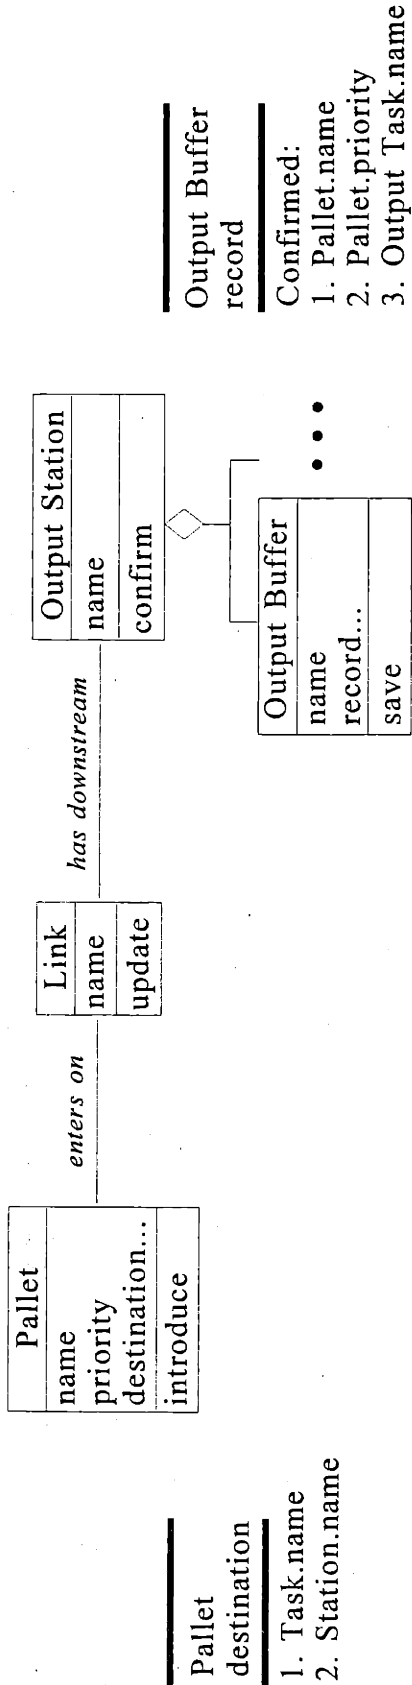 Pallet
destination
1. Task.name
2. Station.name
Pallet
name
priority
destination...
introduce
enters on
Link
name
update
has downstream
Output Station
name
confirm
Output Buffer
name
record...
save
Output Buffer
record
Confirmed:
1. Pallet.name
2. Pallet.priority
3. Output Task.name